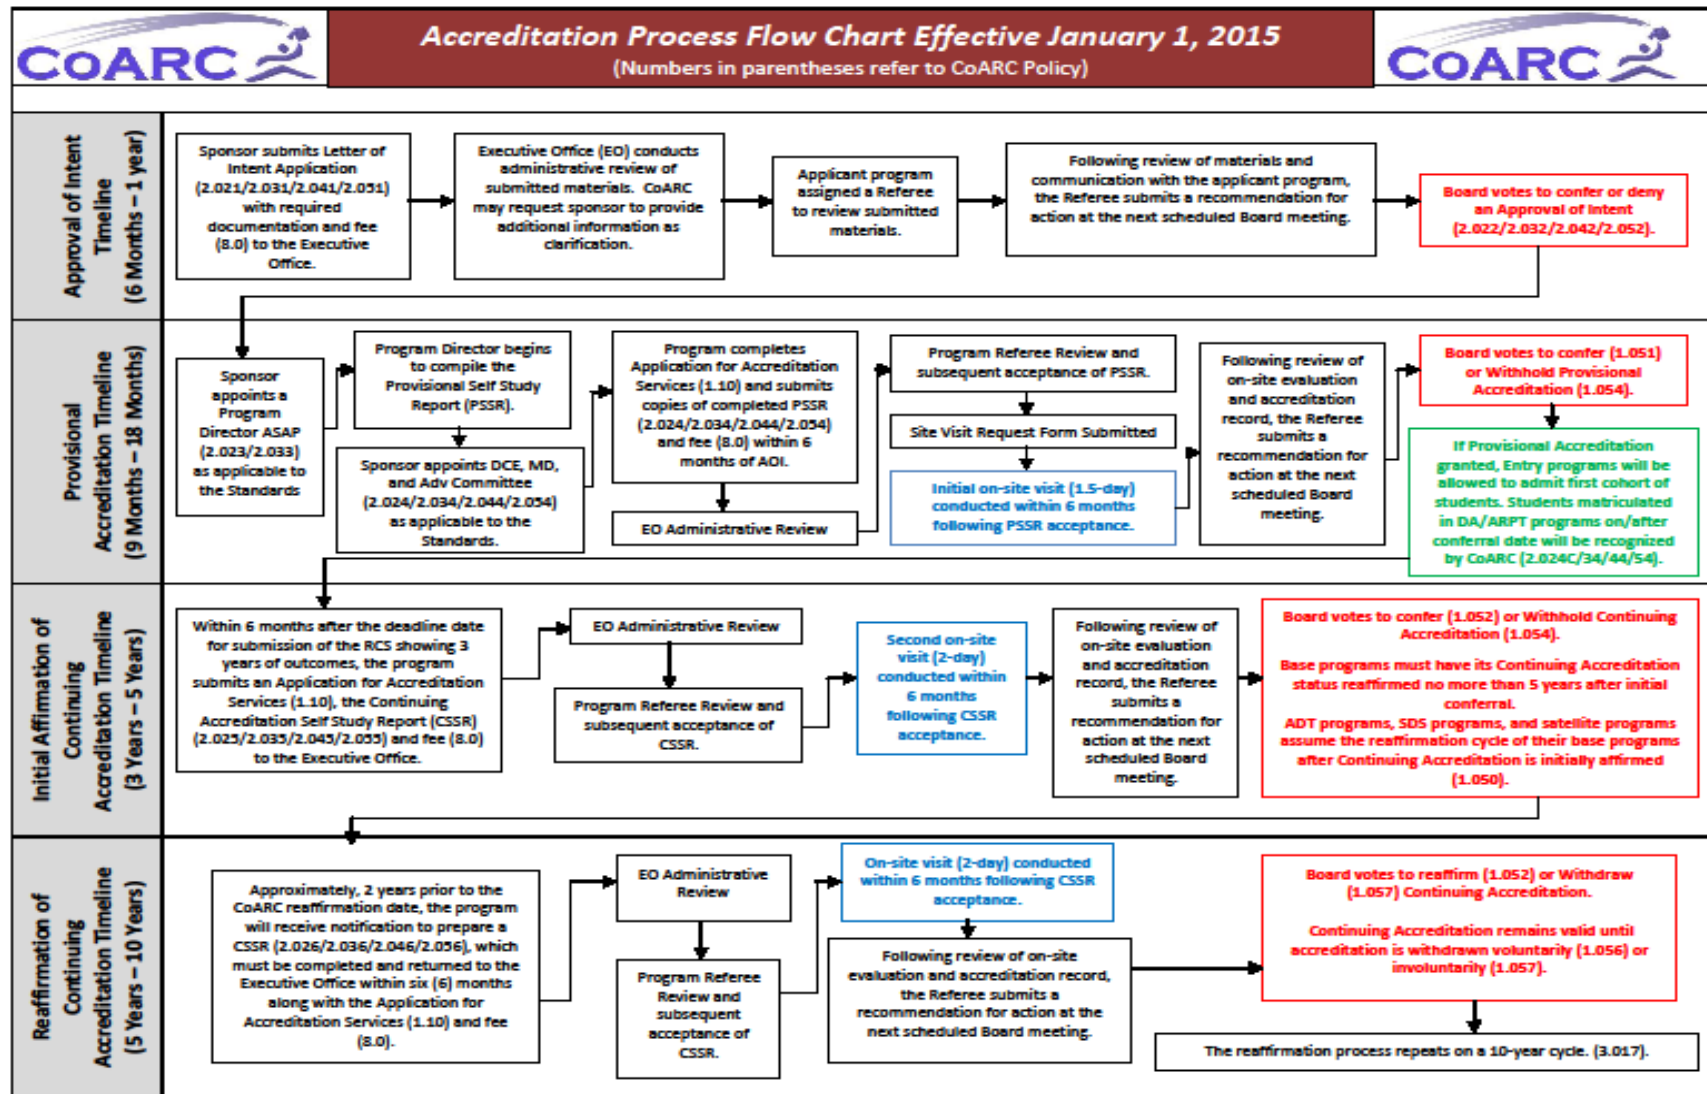 CoARC
Accreditation Process Flow Chart Effective January 1, 2015
(Numbers in parentheses refer to CoARC Policy)
CoARC
Approval of Intent
Timeline
(6 Months – 1 year)
Sponsor submits Letter of
Intent Application
(2.021/2.031/2.041/2.051)
with required
documentation and fee
(8.0) to the Executive
Office.
Executive Office (EO) conducts
administrative review of
submitted materials. CoARC
may request sponsor to provide
additional information as
clarification.
Applicant program
assigned a Referee
to review submitted
materials.
Following review of materials and
communication with the applicant program,
the Referee submits a recommendation for
action at the next scheduled Board meeting.
Board votes to confer or deny
an Approval of Intent
(2.022/2.032/2.042/2.052).
Provisional
Accreditation Timeline
(9 Months – 18 Months)
Sponsor
appoints a
Program
Director ASAP
(2.023/2.033)
as applicable to
the Standards
Program Director begins
to compile the
Provisional Self Study
Report (PSSR).
Sponsor appoints DCE, MD,
and Adv Committee
(2.024/2.034/2.044/2.054)
as applicable to the
Standards.
Program completes
Application for Accreditation
Services (1.10) and submits
copies of completed PSSR
(2.024/2.034/2.044/2.054)
and fee (8.0) within 6
months of AOI.
EO Administrative Review
Program Referee Review and
subsequent acceptance of PSSR.
Site Visit Request Form Submitted
Initial on-site visit (1.5-day)
conducted within 6 months
following PSSR acceptance.
Following review of
on-site evaluation
and accreditation
record, the Referee
submits a
recommendation for
action at the next
scheduled Board
meeting.
Board votes to confer (1.051)
or Withhold Provisional
Accreditation (1.054).
If Provisional Accreditation
granted, Entry programs will be
allowed to admit first cohort of
students. Students matriculated
in DA/ARPT programs on/after
conferral date will be recognized
by CoARC (2.024C/34/44/54).
Initial Affirmation of
Continuing
Accreditation Timeline
(3 Years – 5 Years)
Within 6 months after the deadline date
for submission of the RCS showing 3
years of outcomes, the program
submits an Application for Accreditation
Services (1.10), the Continuing
Accreditation Self Study Report (CSSR)
(2.025/2.035/2.045/2.055) and fee (8.0)
to the Executive Office.
EO Administrative Review
Program Referee Review and
subsequent acceptance of
CSSR.
Second on-site
visit (2-day)
conducted within
6 months
following CSSR
acceptance.
Following review of
on-site evaluation
and accreditation
record, the Referee
submits a
recommendation for
action at the next
scheduled Board
meeting.
Board votes to confer (1.052) or Withhold Continuing
Accreditation (1.054).
Base programs must have its Continuing Accreditation
status reaffirmed no more than 5 years after initial
conferral.
ADT programs, SDS programs, and satellite programs
assume the reaffirmation cycle of their base programs
after Continuing Accreditation is initially affirmed
(1.050).
Reaffirmation of
Continuing
Accreditation Timeline
(5 Years – 10 Years)
Approximately, 2 years prior to the
CoARC reaffirmation date, the program
will receive notification to prepare a
CSSR (2.026/2.036/2.046/2.056), which
must be completed and returned to the
Executive Office within six (6) months
along with the Application for
Accreditation Services (1.10) and fee
(8.0).
EO Administrative
Review
Program Referee
Review and
subsequent
acceptance of
CSSR.
On-site visit (2-day) conducted
within 6 months following CSSR
acceptance.
Following review of on-site
evaluation and accreditation record,
the Referee submits a
recommendation for action at the
next scheduled Board meeting.
Board votes to reaffirm (1.052) or Withdraw
(1.057) Continuing Accreditation.
Continuing Accreditation remains valid until
accreditation is withdrawn voluntarily (1.056) or
involuntarily (1.057).
The reaffirmation process repeats on a 10-year cycle. (3.017).